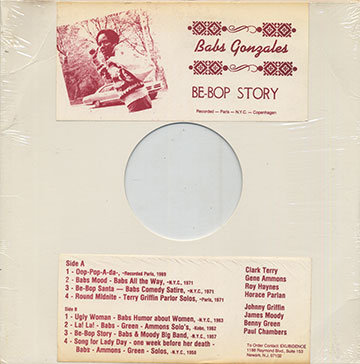 Babs Gonzales
BE-BOP STORY
Recorded — Paris — N.Y.C. — Copenhagen
Side A
1 - Oop-Pop-A-da-, -Recorded Paris, 1969
2 - Babs Mood - Babs All the Way, -N.Y.C., 1971
3 - Be-Bop Santa — Babs Comedy Satire, -N.Y.C., 1971
4 - Round Midnite - Terry Griffin Parlor Solos, -Paris, 1971
Side B
1 - Ugly Woman - Babs Humor about Women, -N.Y.C., 1963
2 - La! La! - Babs - Green - Ammons Solo's, 1962
3 - Be-Bop Story - Babs & Moody Big Band, -N.Y.C., 1957
4 - Song for Lady Day - one week before her death -
Babs - Ammons - Green - Solos, -N.Y.C., 1958
Clark Terry
Gene Ammons
Roy Haynes
Horace Parlan
Johnny Griffin
James Moody
Benny Green
Paul Chambers
To Order Contact EXUBIDENCE
1188 Raymond Blvd., Suite 153
Newark, N.J. 07102